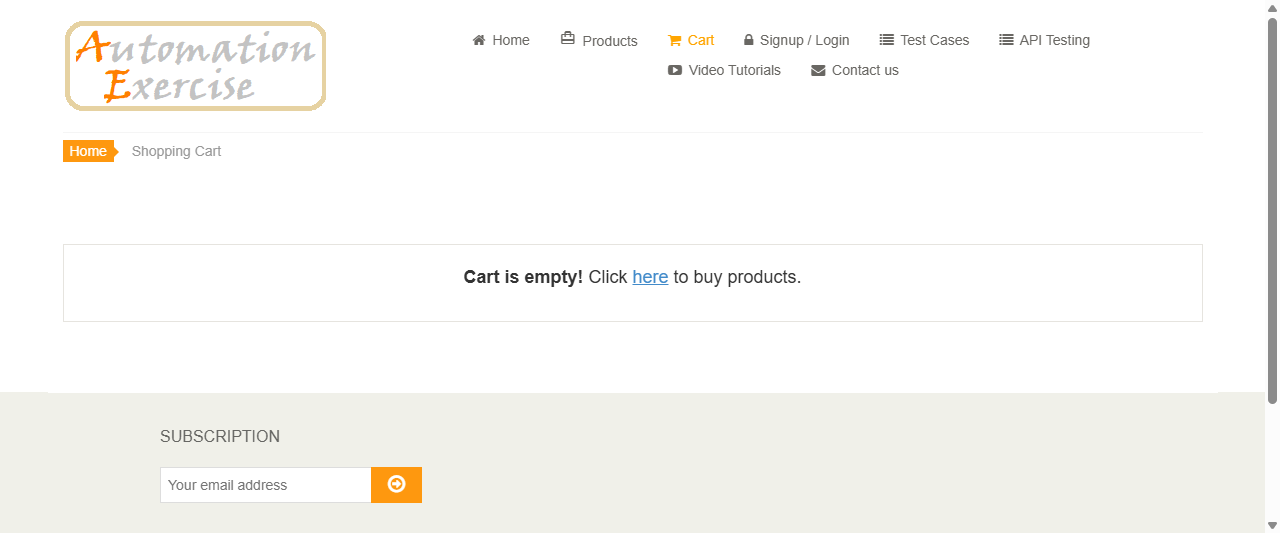 Automation
Exercise
Home Products Cart Signup / Login Test Cases API Testing
Video Tutorials Contact us
Home Shopping Cart
Cart is empty! Click here to buy products.
SUBSCRIPTION
Your email address